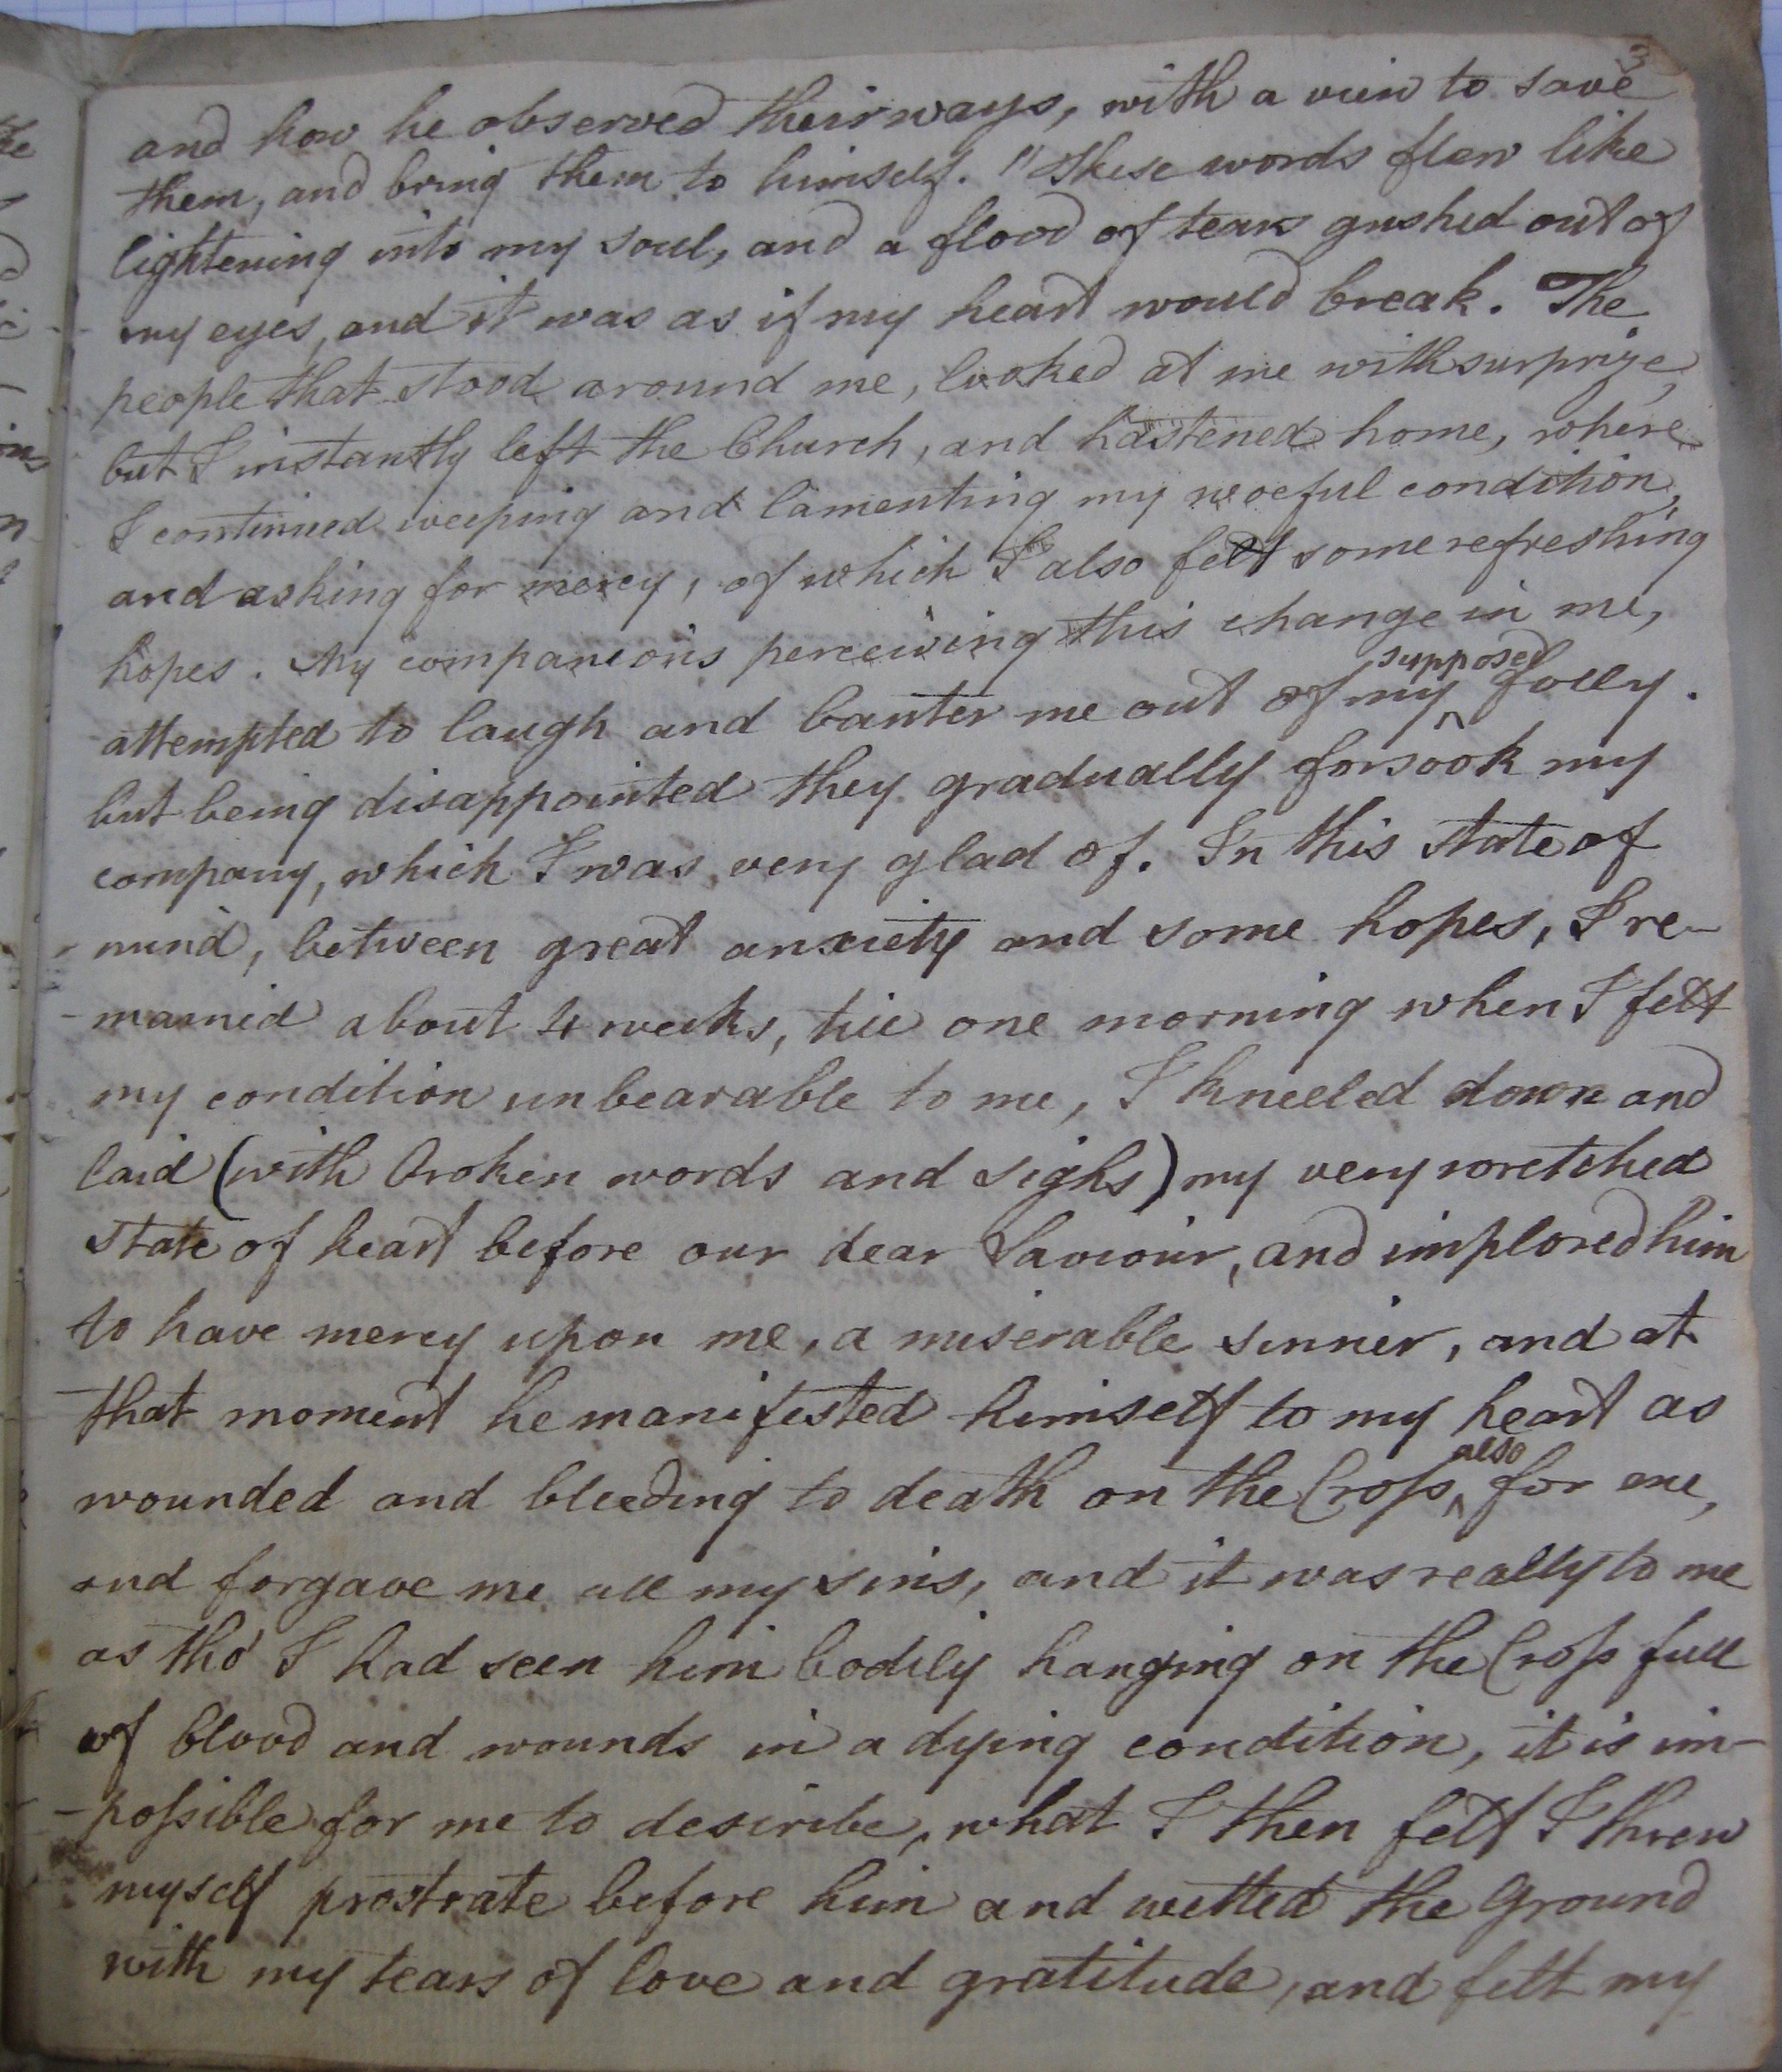 3
and how he observed their ways, with a view to save
them, and bring them to himself." These words flew like
lightening into my soul, and a flood of tears gushed out of
my eyes, and it was as if my heart would break. The
people that stood around me, looked at me with surprize,
but I instantly left the Church, and hastened home, where
I continued weeping and lamenting my woeful condition,
and asking for mercy, of which I also felt some refreshing
hopes. My companions perceiving this change in me,
attempted to laugh and banter me out of my supposed folly.
but being disappointed they gradually forsook my
company, which I was very glad of. In this state of
mind, between great anxiety and some hopes, I re-
-mained about 4 weeks, till one morning when I felt
my condition unbearable to me, I kneeled down and
laid (with broken words and sighs) my very wretched
state of heart before our dear Saviour, and implored him
to have mercy upon me, a miserable sinner, and at
that moment he manifested himself to my heart as
wounded and bleeding to death on the Croſs also for me,
and forgave me all my sins, and it was really to me
as tho' I had seen him bodily hanging on the Croſs full
of blood and wounds in a dying condition, it is im-
-poſsible for me to describe, what I then felt I threw
myself prostrate before him and wetted the Ground
with my tears of love and gratitude, and felt my